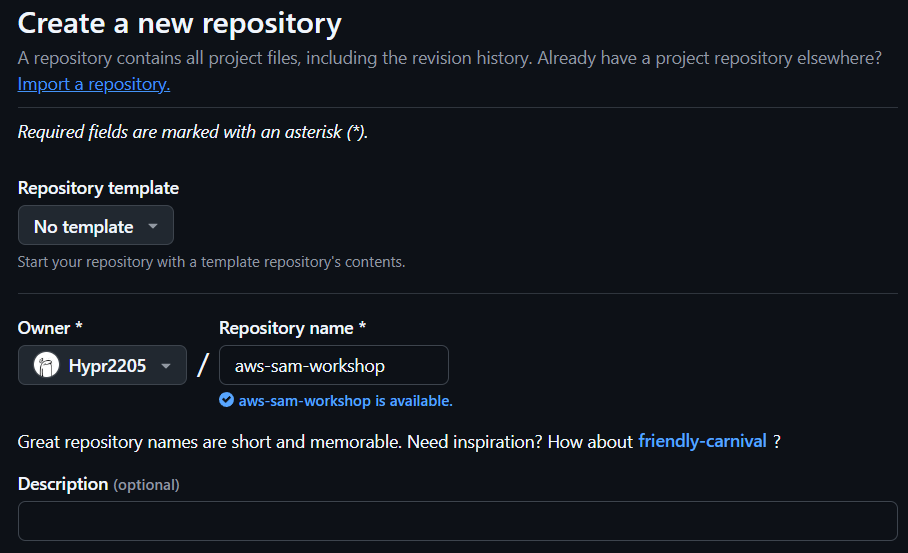 Create a new repository
A repository contains all project files, including the revision history. Already have a project repository elsewhere?
Import a repository.
Required fields are marked with an asterisk (*).
Repository template
No template
Start your repository with a template repository's contents.
Owner *
Repository name *
Hypr2205
/
aws-sam-workshop
aws-sam-workshop is available.
Great repository names are short and memorable. Need inspiration? How about friendly-carnival ?
Description (optional)